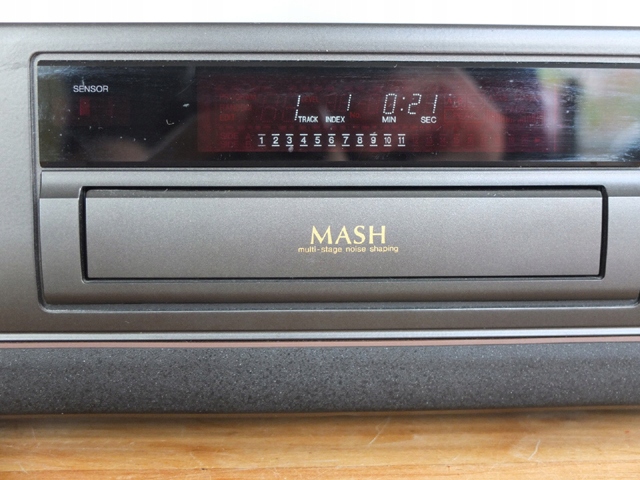 SENSOR
1 1 0:21
TRACK INDEX MIN SEC
1 2 3 4 5 6 7 8 9 10 11
MASH
multi-stage noise shaping